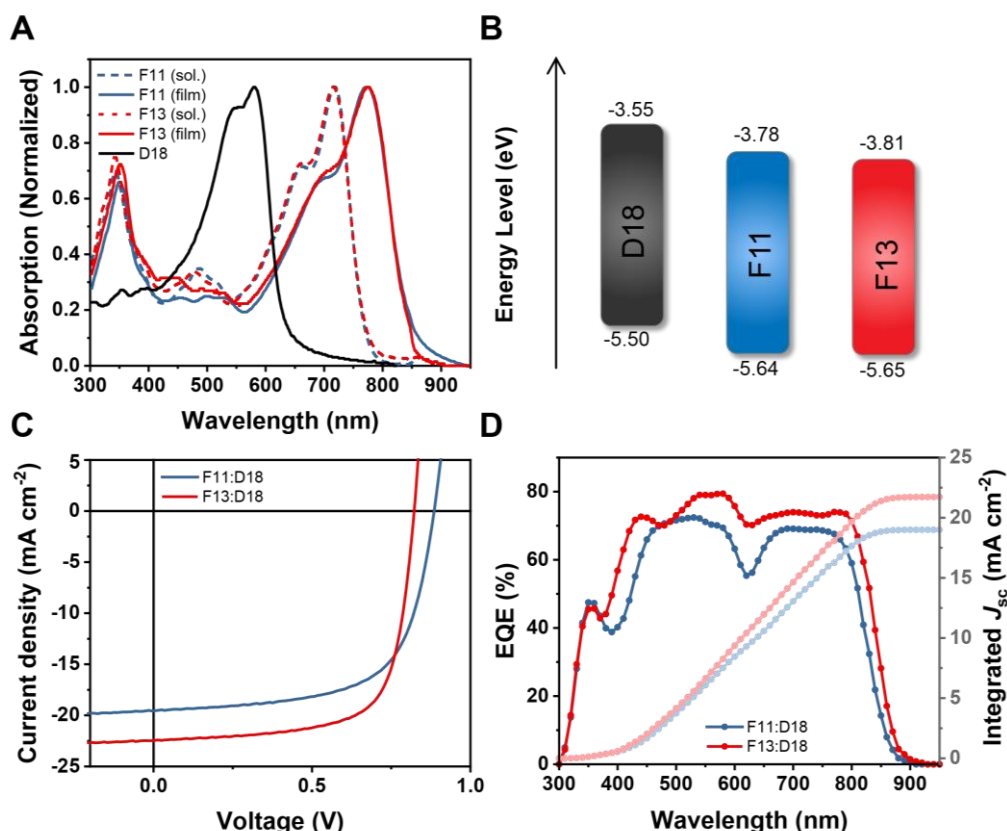 A
Absorption (Normalized)
1.0
0.8
0.6
0.4
0.2
0.0
F11 (sol.)
F11 (film)
F13 (sol.)
F13 (film)
D18
300 400 500 600 700 800 900
Wavelength (nm)
B
Energy Level (eV)
-3.55
-3.78
-3.81
D18
F11
F13
-5.50
-5.64
-5.65
C
Current density (mA cm⁻²)
5
0
-5
-10
-15
-20
-25
F11:D18
F13:D18
0.0 0.5 1.0
Voltage (V)
D
EQE (%)
80
60
40
20
0
F11:D18
F13:D18
300 400 500 600 700 800 900
Wavelength (nm)
25
20
15
10
5
0
Integrated Jsc (mA cm⁻²)